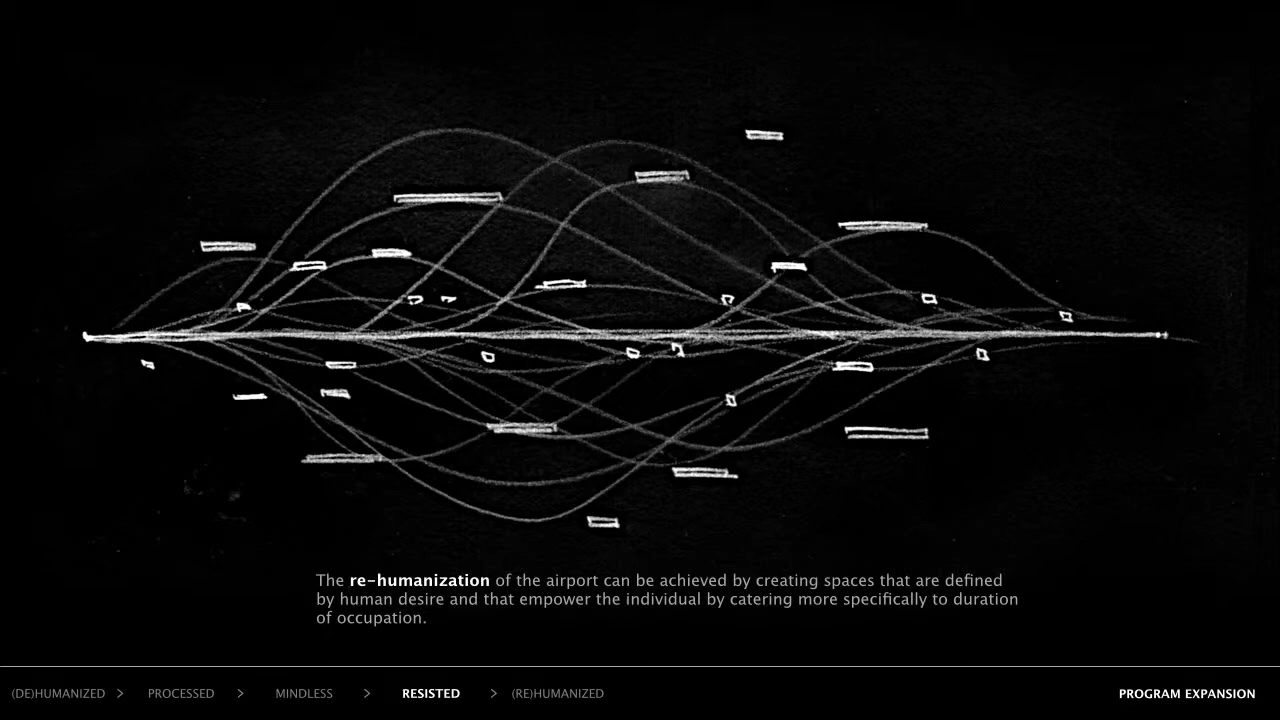 The re-humanization of the airport can be achieved by creating spaces that are defined
by human desire and that empower the individual by catering more specifically to duration
of occupation.
(DE)HUMANIZED > PROCESSED > MINDLESS > RESISTED > (RE)HUMANIZED PROGRAM EXPANSION